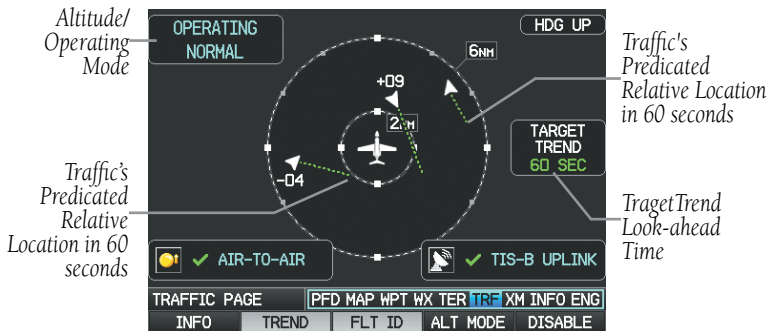 Altitude/
Operating
Mode
OPERATING
NORMAL
HDG UP
6NM
Traffic's
Predicated
Relative Location
in 60 seconds
+09
2NM
TARGET
TREND
60 SEC
-04
Traffic's
Predicated
Relative
Location in 60
seconds
TragetTrend
Look-ahead
Time
AIR-TO-AIR
TIS-B UPLINK
TRAFFIC PAGE
PFD MAP WPT WX TER TRF XM INFO ENG
INFO TREND FLT ID ALT MODE DISABLE